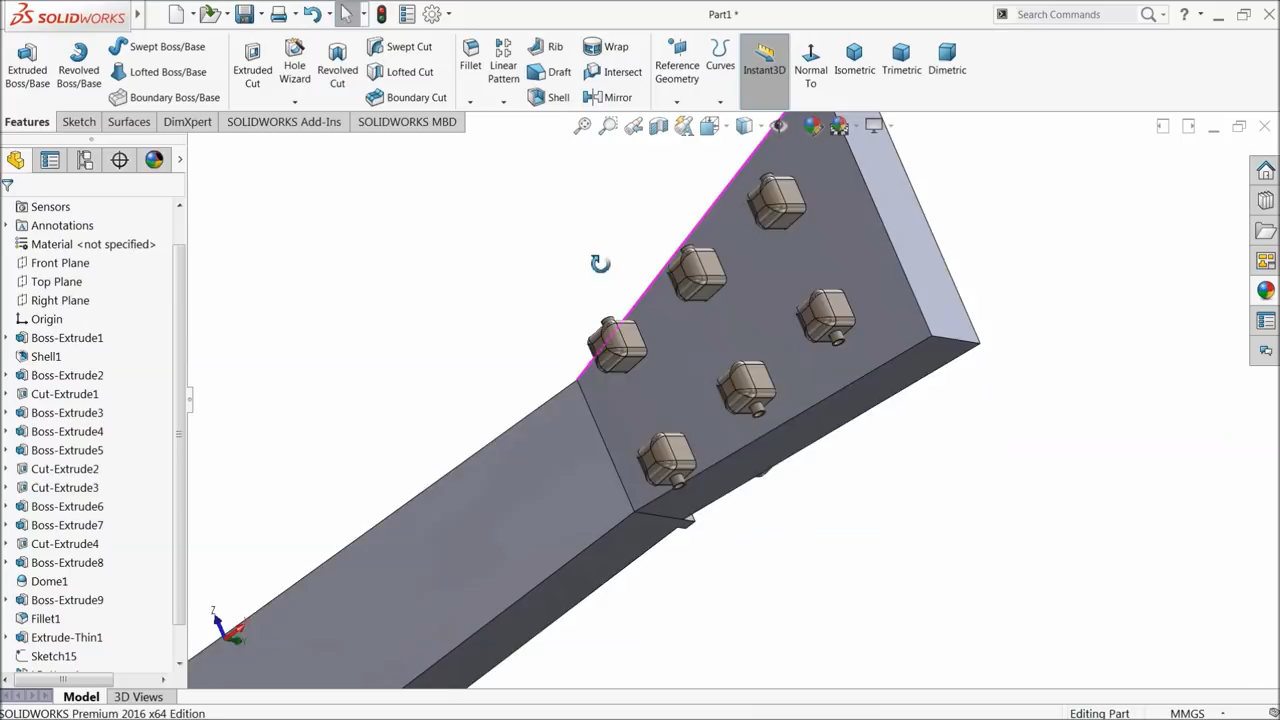 SOLIDWORKS
Part1 *
Search Commands
Extruded Boss/Base
Revolved Boss/Base
Swept Boss/Base
Lofted Boss/Base
Boundary Boss/Base
Extruded Cut
Hole Wizard
Revolved Cut
Swept Cut
Lofted Cut
Boundary Cut
Fillet
Linear Pattern
Rib
Draft
Shell
Wrap
Intersect
Mirror
Reference Geometry
Curves
Instant3D
Normal To
Isometric
Trimetric
Dimetric
Features
Sketch
Surfaces
DimXpert
SOLIDWORKS Add-Ins
SOLIDWORKS MBD
Sensors
Annotations
Material <not specified>
Front Plane
Top Plane
Right Plane
Origin
Boss-Extrude1
Shell1
Boss-Extrude2
Cut-Extrude1
Boss-Extrude3
Boss-Extrude4
Boss-Extrude5
Cut-Extrude2
Cut-Extrude3
Boss-Extrude6
Boss-Extrude7
Cut-Extrude4
Boss-Extrude8
Dome1
Boss-Extrude9
Fillet1
Extrude-Thin1
Sketch15
Z
Model
3D Views
SOLIDWORKS Premium 2016 x64 Edition
Editing Part
MMGS